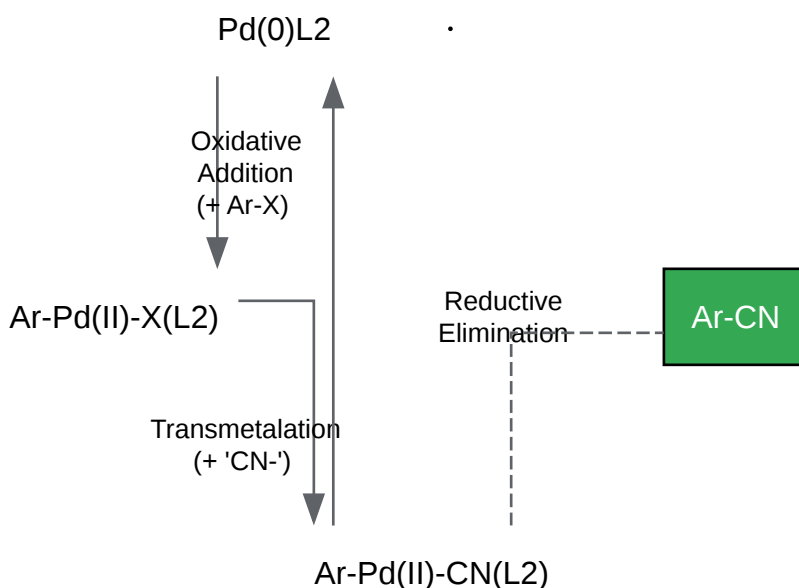 Pd(0)L2
Oxidative
Addition
(+ Ar-X)
Ar-Pd(II)-X(L2)
Reductive
Elimination
Ar-CN
Transmetalation
(+ 'CN-')
Ar-Pd(II)-CN(L2)